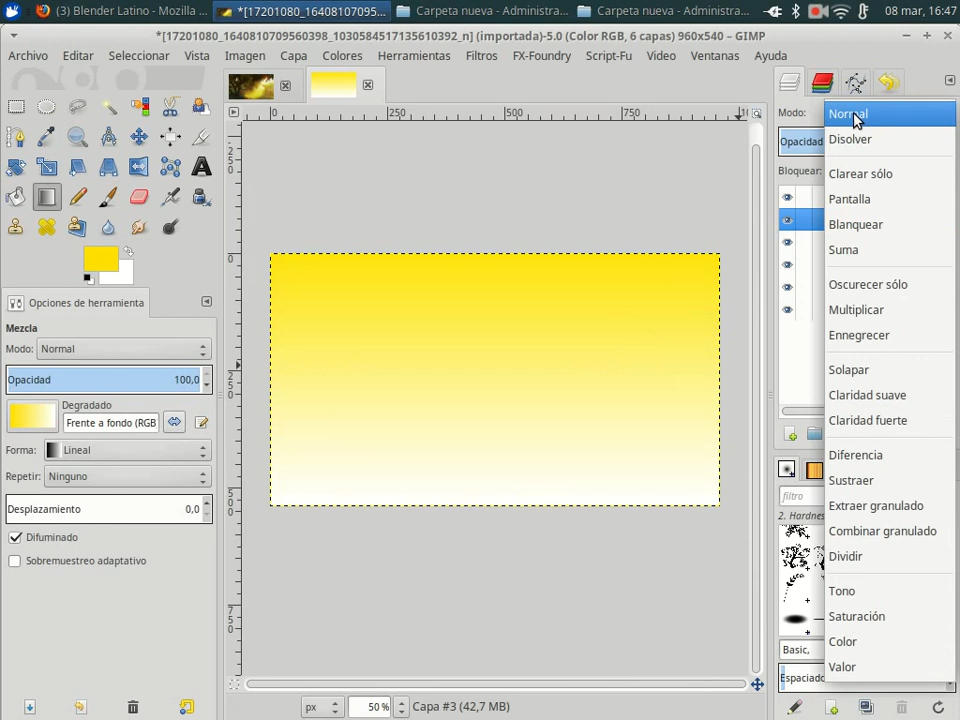 (3) Blender Latino - Mozilla ...
*[17201080_16408107095...
Carpeta nueva - Administra...
Carpeta nueva - Administra...
08 mar, 16:47
*[17201080_1640810709560398_1030584517135610392_n] (importada)-5.0 (Color RGB, 6 capas) 960x540 – GIMP
Archivo Editar Seleccionar Vista Imagen Capa Colores Herramientas Filtros FX-Foundry Script-Fu Video Ventanas Ayuda
0 250 500 750
Modo:
Normal
Opacidad
Disolver
Bloquear:
Clarear sólo
Pantalla
Blanquear
Suma
Oscurecer sólo
Multiplicar
Ennegrecer
Solapar
Claridad suave
Claridad fuerte
Diferencia
Sustraer
Extraer granulado
Combinar granulado
Dividir
Tono
Saturación
Color
Valor
filtro
2. Hardnes
Basic,
Espaciado
Opciones de herramienta
Mezcla
Modo: Normal
Opacidad 100,0
Degradado
Frente a fondo (RGB
Forma: Lineal
Repetir: Ninguno
Desplazamiento 0,0
Difuminado
Sobremuestreo adaptativo
px 50 % Capa #3 (42,7 MB)